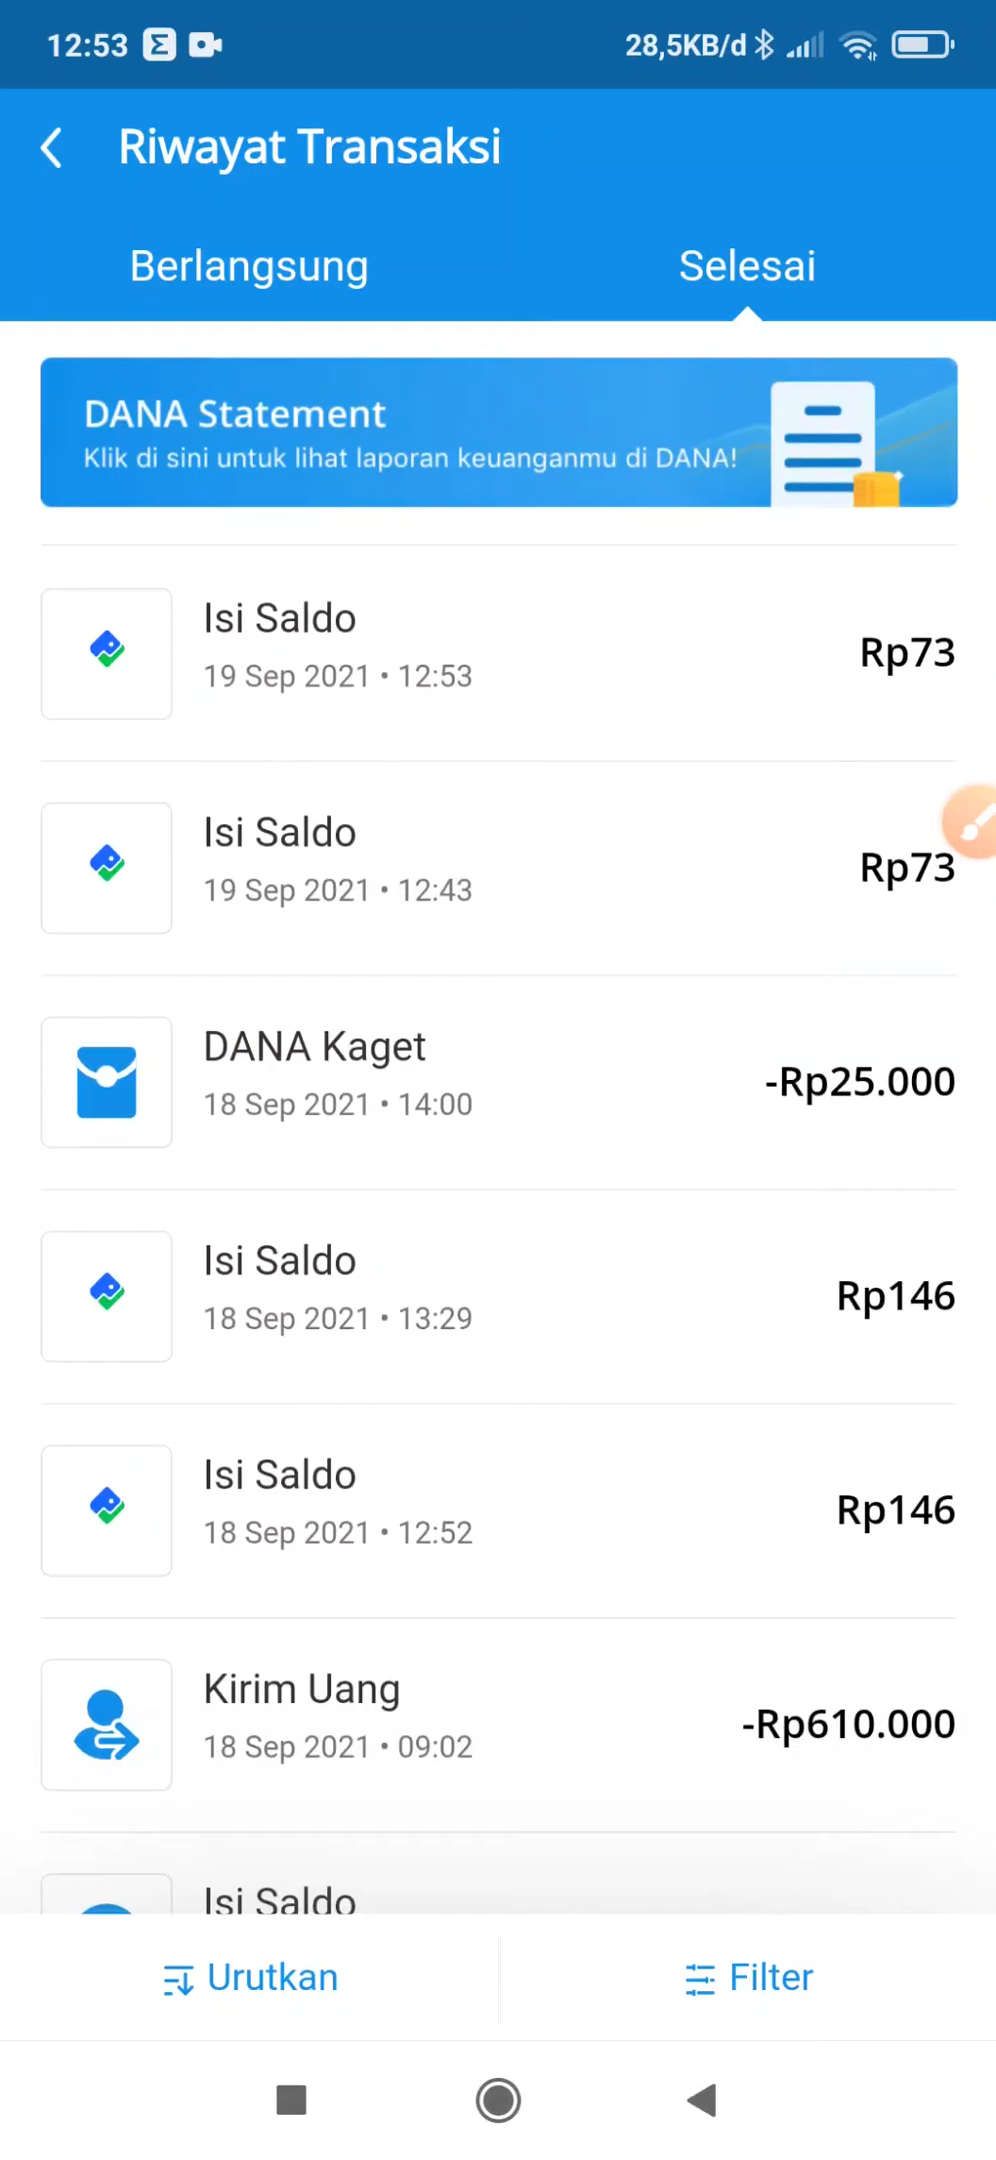 12:53 28,5KB/d
Riwayat Transaksi
Berlangsung Selesai
DANA Statement
Klik di sini untuk lihat laporan keuanganmu di DANA!
Isi Saldo
19 Sep 2021 • 12:53
Rp73
Isi Saldo
19 Sep 2021 • 12:43
Rp73
DANA Kaget
18 Sep 2021 • 14:00
-Rp25.000
Isi Saldo
18 Sep 2021 • 13:29
Rp146
Isi Saldo
18 Sep 2021 • 12:52
Rp146
Kirim Uang
18 Sep 2021 • 09:02
-Rp610.000
Isi Saldo
Urutkan Filter